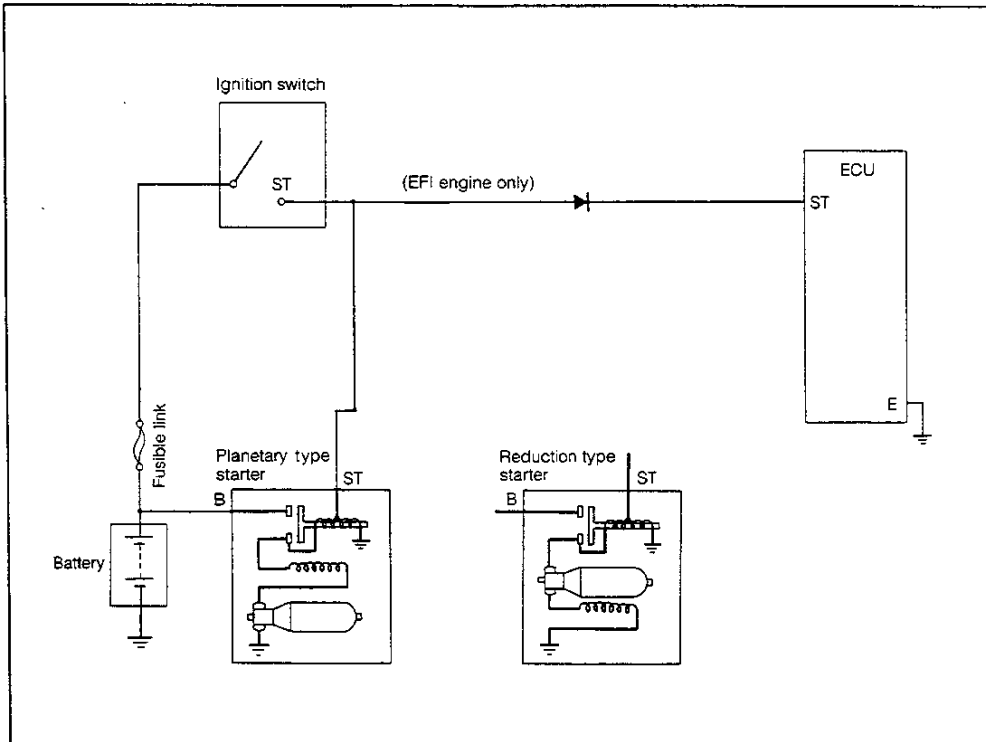 Ignition switch
ST
(EFI engine only)
ECU
ST
E
Fusible link
Planetary type
starter
ST
B
Reduction type
starter
ST
B
Battery